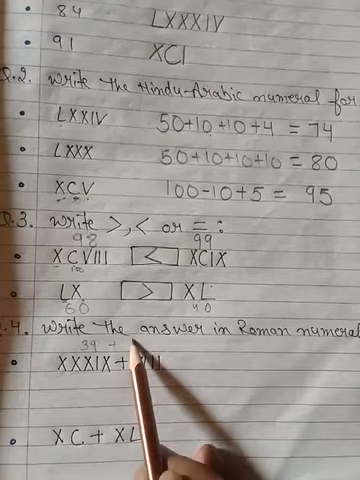 • 84 LXXXIV
• 91 XCI
Q.2. Write the Hindu-Arabic numeral for
LXXIV 50+10+10+4 = 74
• LXXX 50+10+10+10 = 80
• XCV 100-10+5 = 95
Q.3. Write >, < or = :
98 99
• XCVIII < XCIX
100
• LX > XL
60 40
Q.4. Write the answer in Roman numeral
39 +
• XXXIX +
• XC + XL